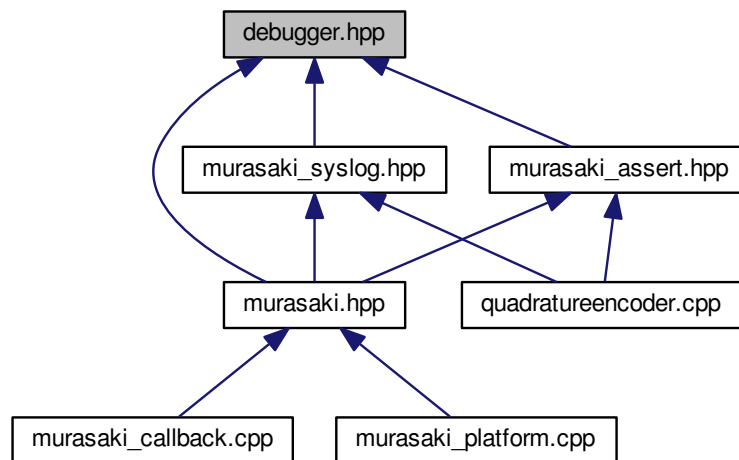 debugger.hpp
murasaki_syslog.hpp
murasaki_assert.hpp
murasaki.hpp
quadratureencoder.cpp
murasaki_callback.cpp
murasaki_platform.cpp